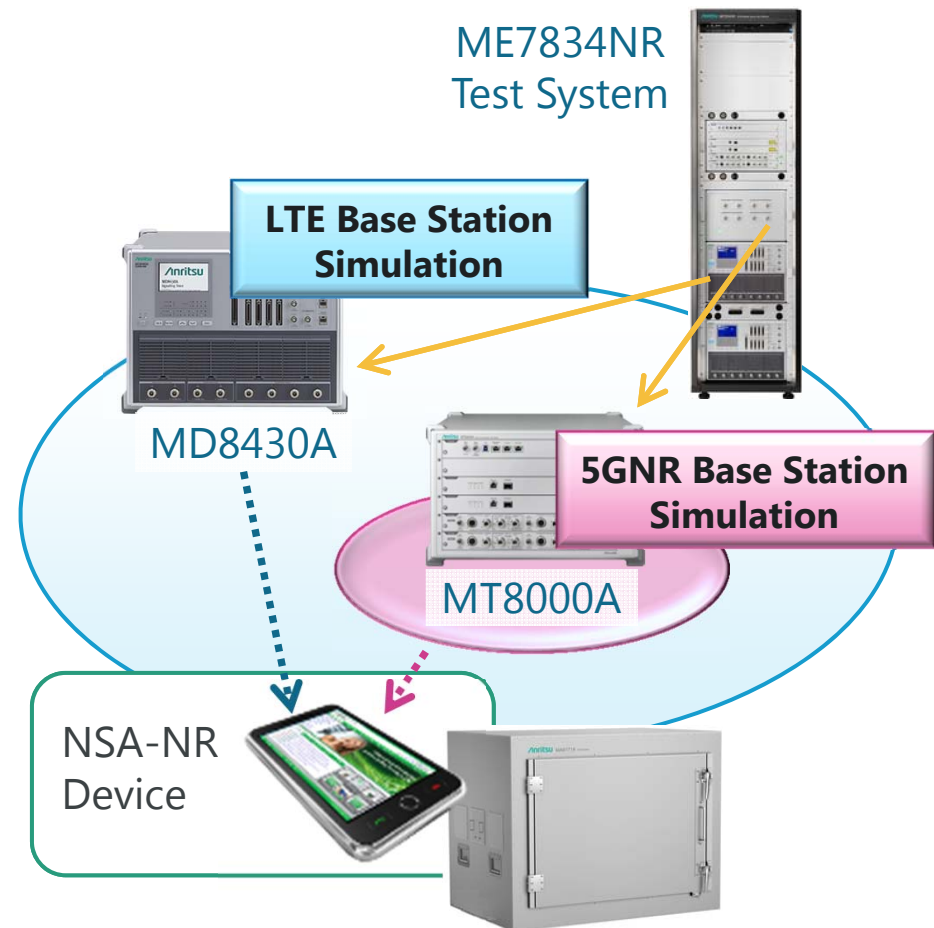 ME7834NR
Test System
LTE Base Station
Simulation
Anritsu
MD8430A
5GNR Base Station
Simulation
MT8000A
NSA-NR
Device
Anritsu